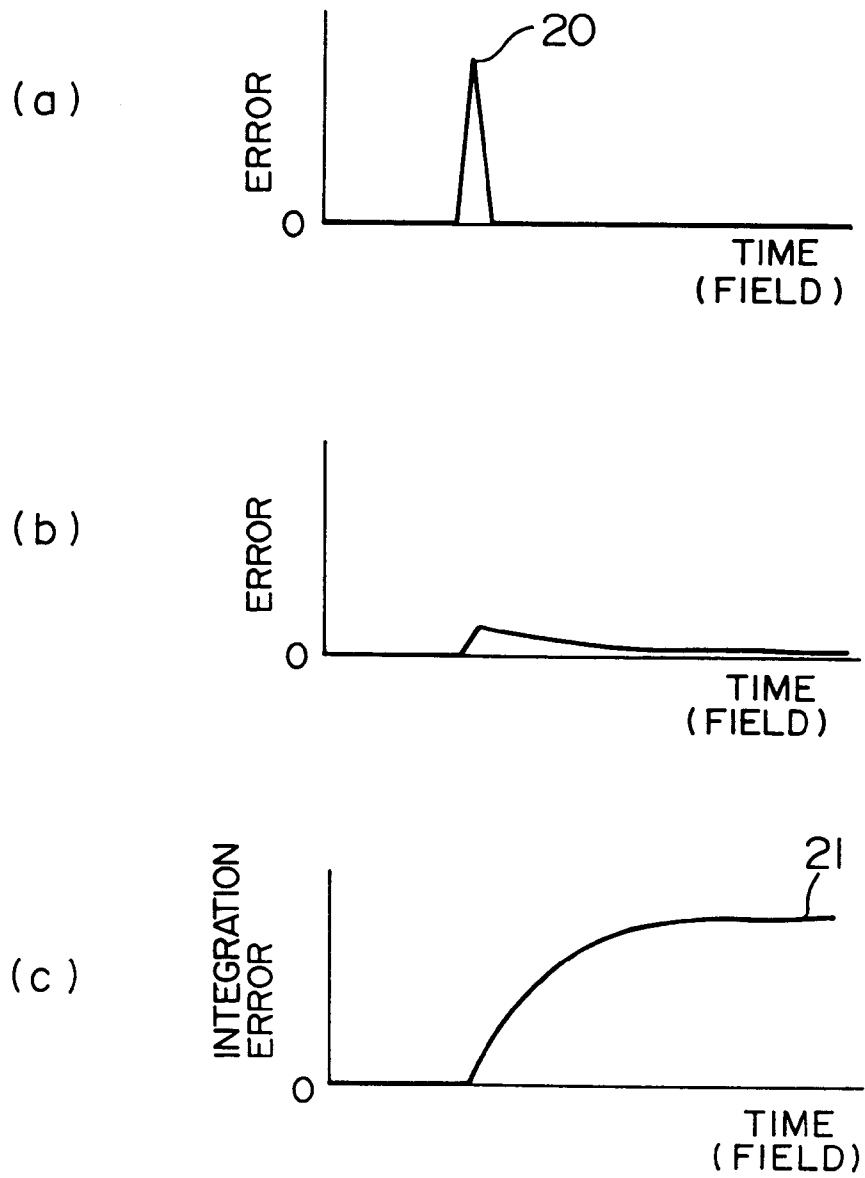 (a)
20
ERROR
0
TIME
(FIELD)
(b)
ERROR
0
TIME
(FIELD)
(c)
21
INTEGRATION
ERROR
0
TIME
(FIELD)